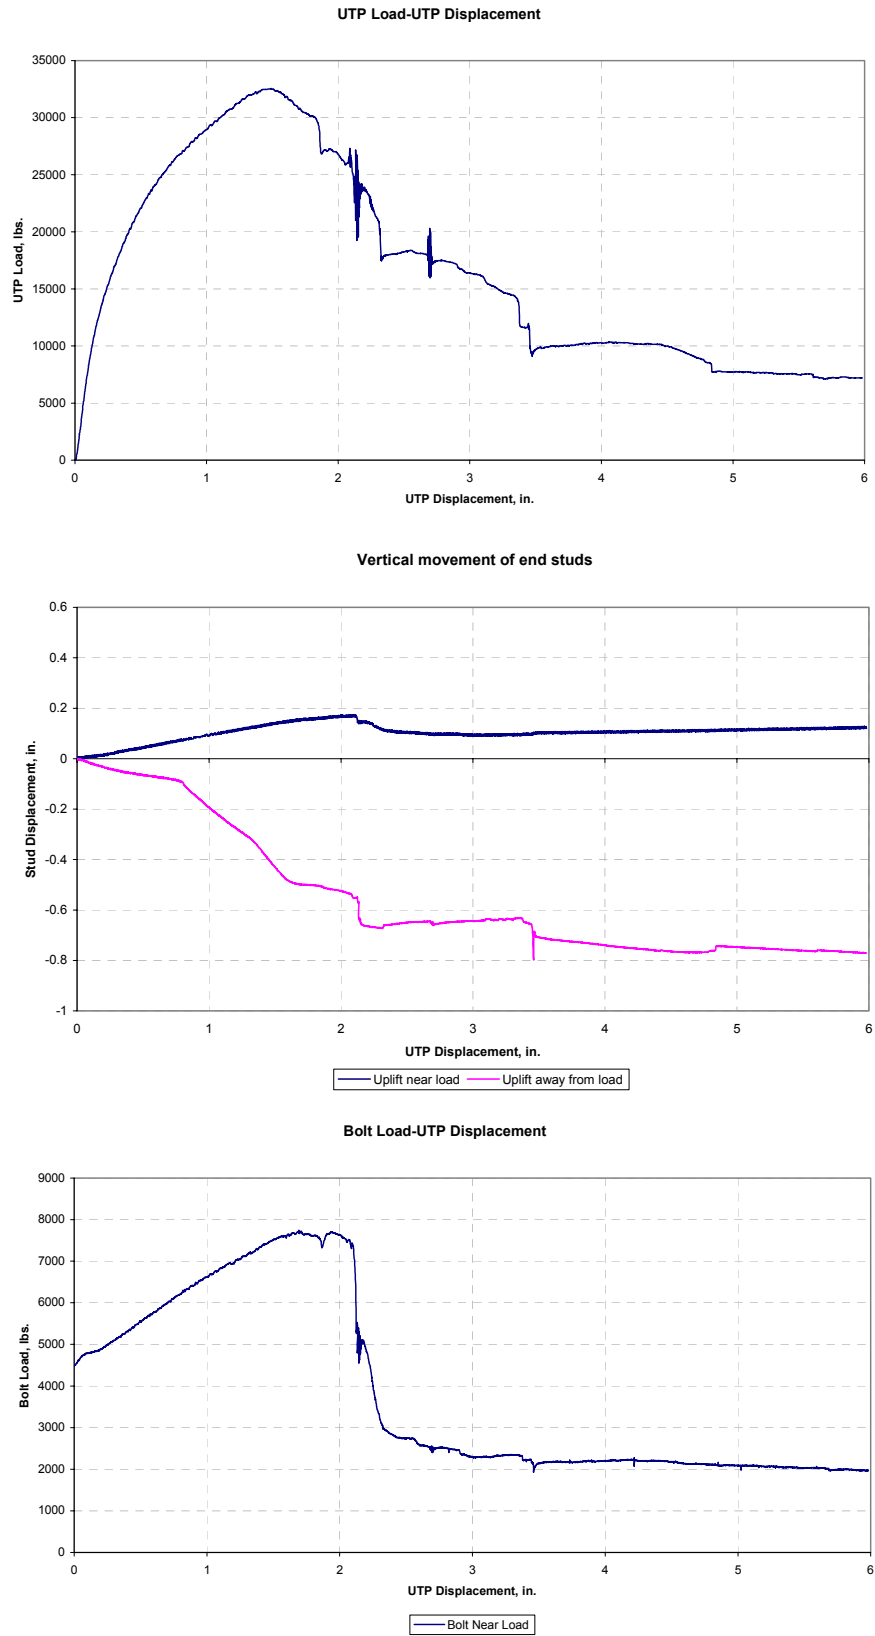 UTP Load-UTP Displacement
35000
30000
25000
20000
15000
10000
5000
0
UTP Load, lbs.
0 1 2 3 4 5 6
UTP Displacement, in.
Vertical movement of end studs
0.6
0.4
0.2
0
-0.2
-0.4
-0.6
-0.8
-1
Stud Displacement, in.
0 1 2 3 4 5 6
UTP Displacement, in.
Uplift near load Uplift away from load
Bolt Load-UTP Displacement
9000
8000
7000
6000
5000
4000
3000
2000
1000
0
Bolt Load, lbs.
0 1 2 3 4 5 6
UTP Displacement, in.
Bolt Near Load